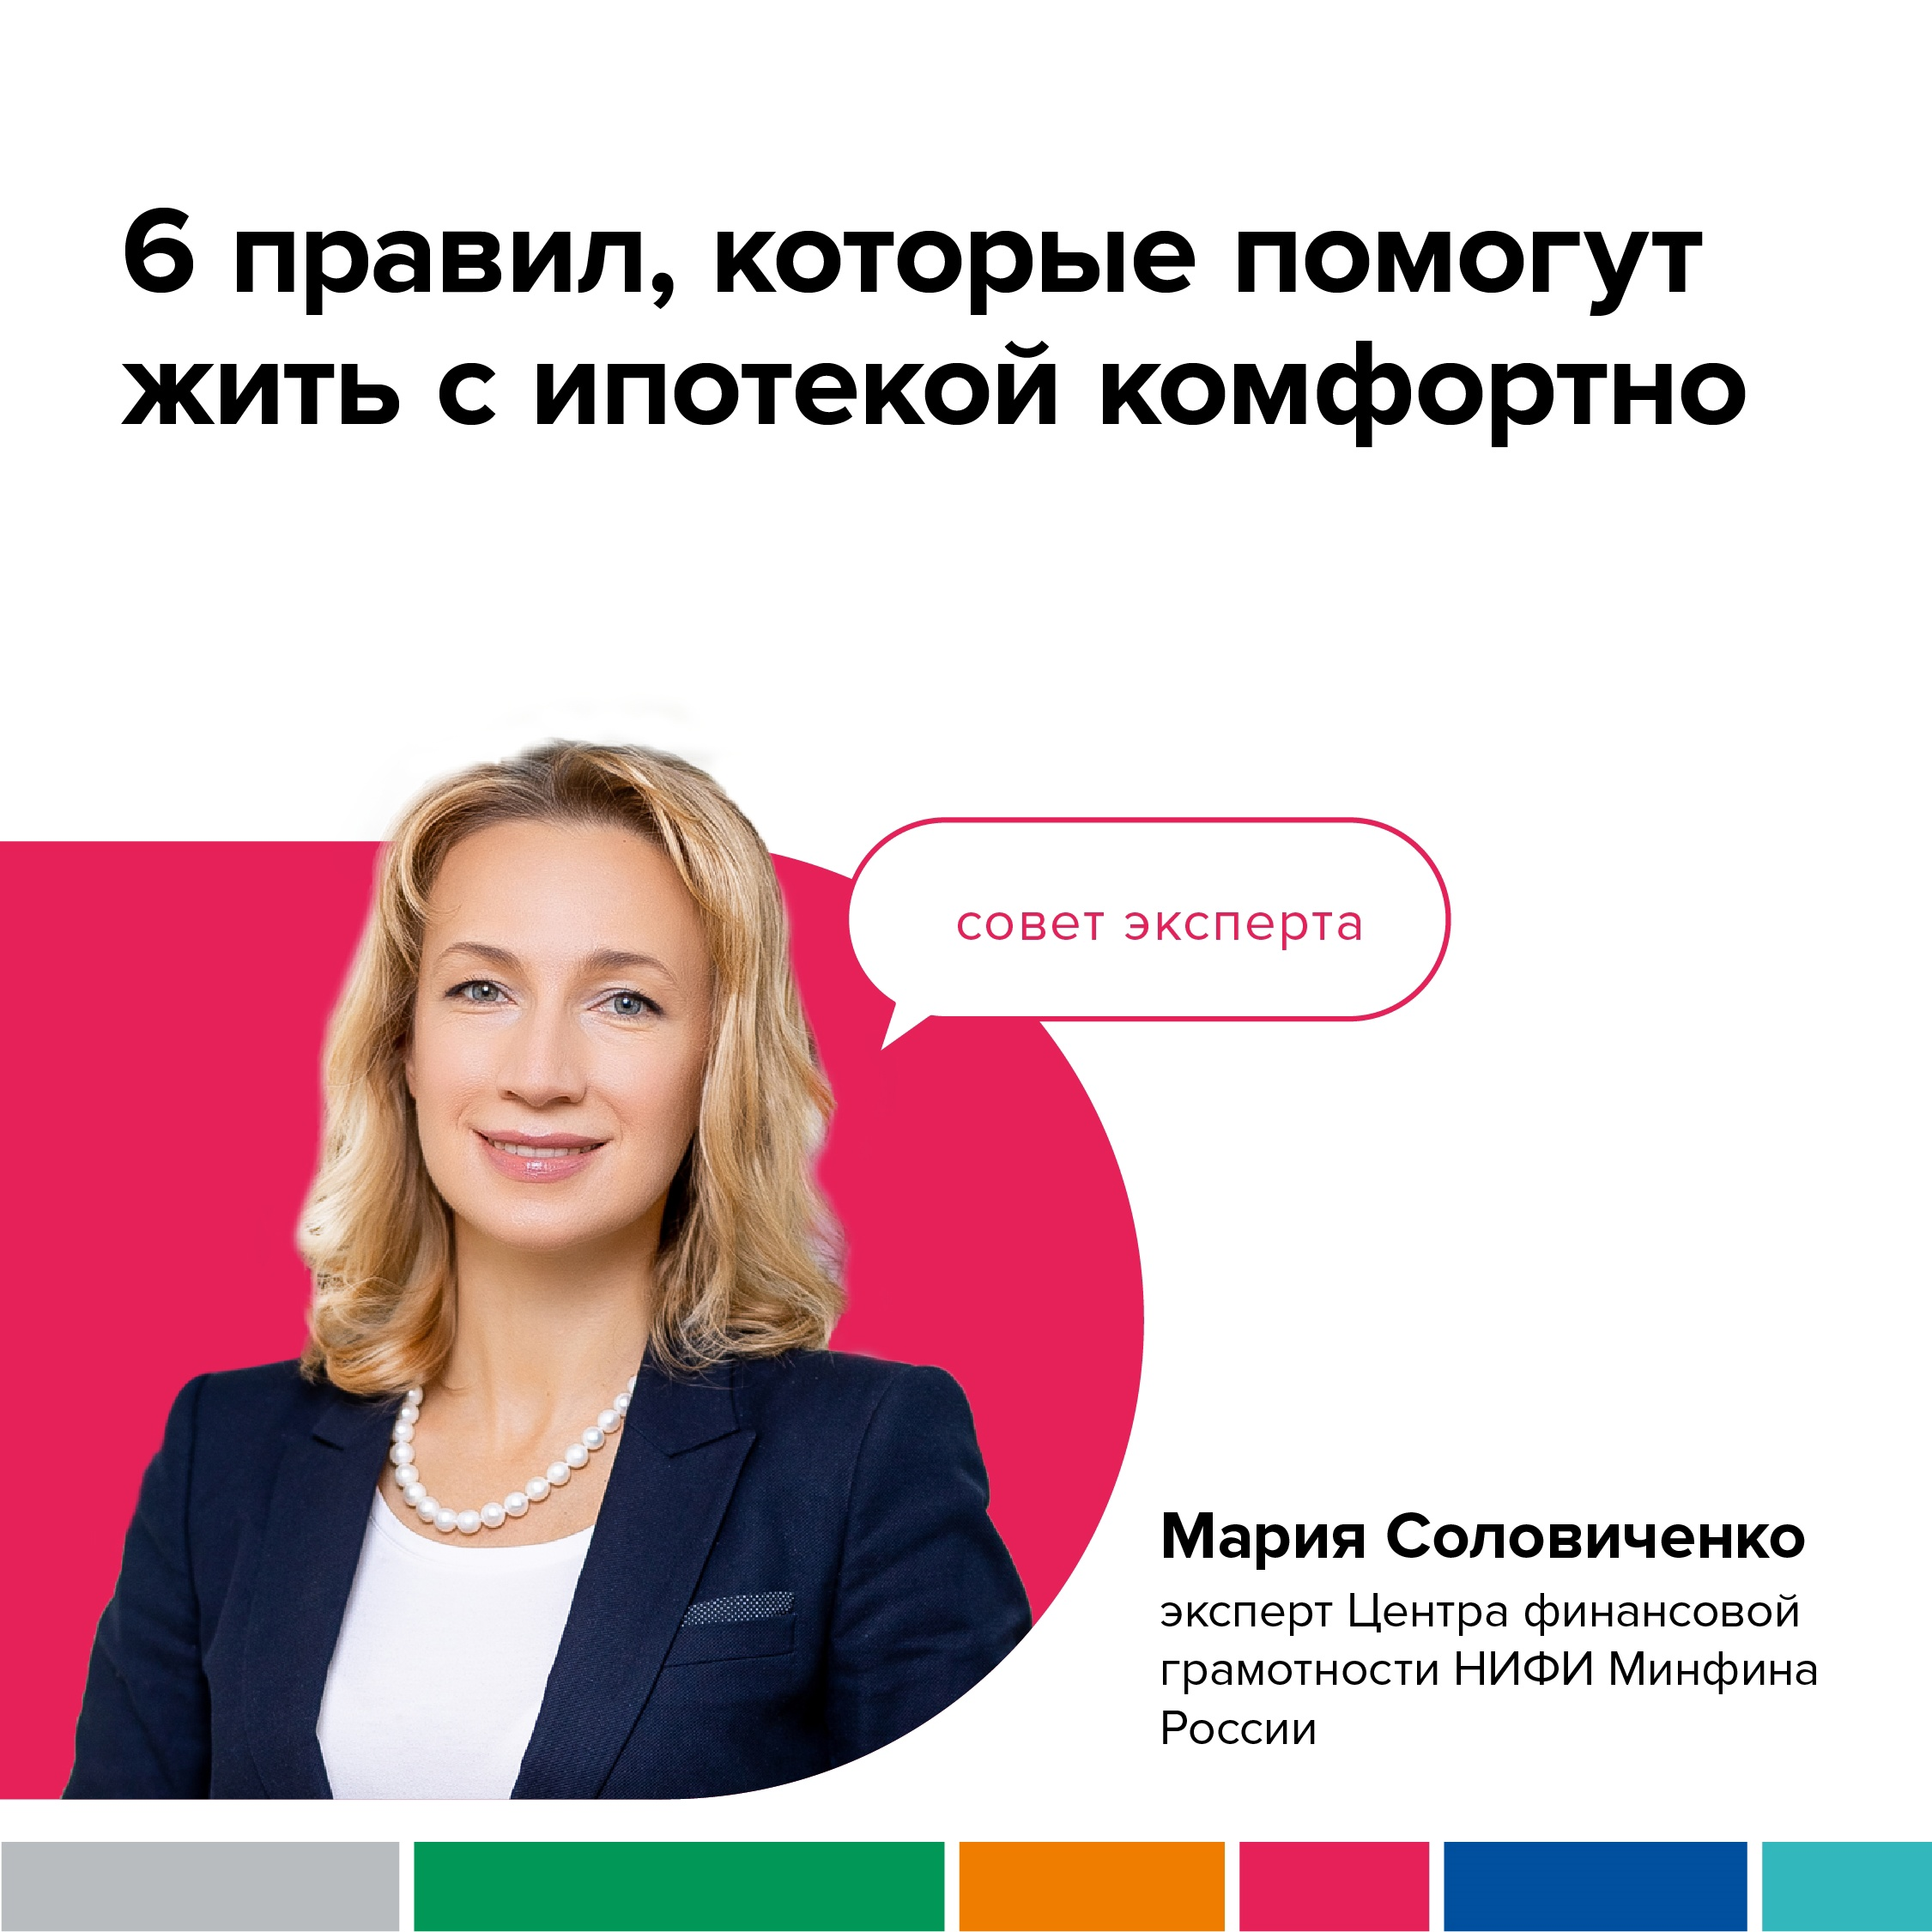 6 правил, которые помогут
жить с ипотекой комфортно
совет эксперта
Мария Соловиченко
эксперт Центра финансовой
грамотности НИФИ Минфина
России